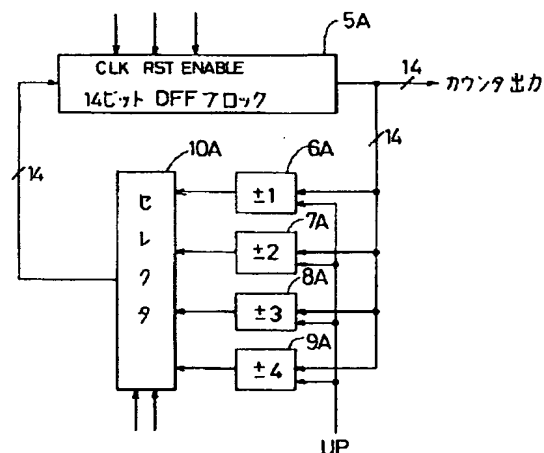 5A
CLK RST ENABLE
14ビット DFF ブロック
14
カウンタ出力
14
14
10A
セレクタ
6A
±1
7A
±2
8A
±3
9A
±4
UP